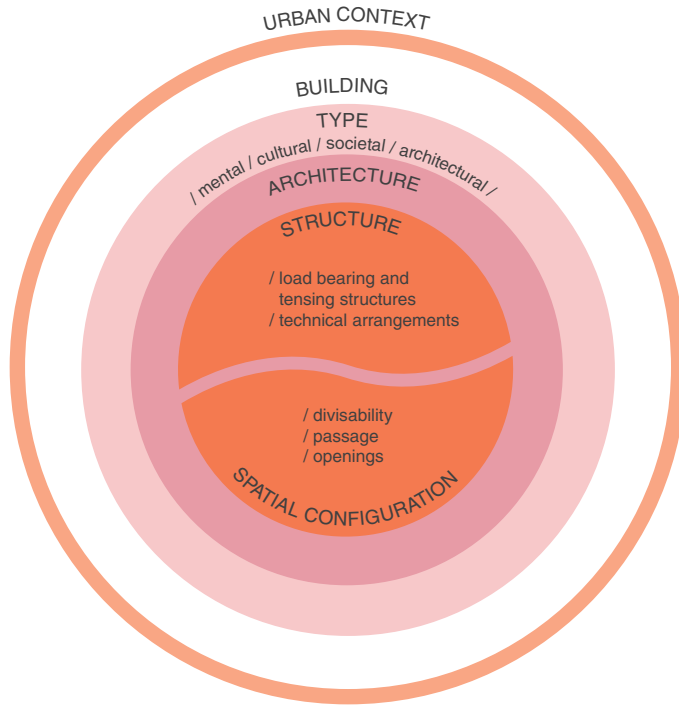 URBAN CONTEXT
BUILDING
TYPE
/ mental / cultural / societal / architectural /
ARCHITECTURE
STRUCTURE
/ load bearing and
tensing structures
/ technical arrangements
/ divisability
/ passage
/ openings
SPATIAL CONFIGURATION